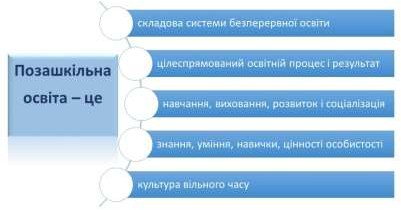 Позашкільна
освіта – це
складова системи безперервної освіти
цілеспрямований освітній процес і результат
навчання, виховання, розвиток і соціалізація
знання, уміння, навички, цінності особистості
культура вільного часу